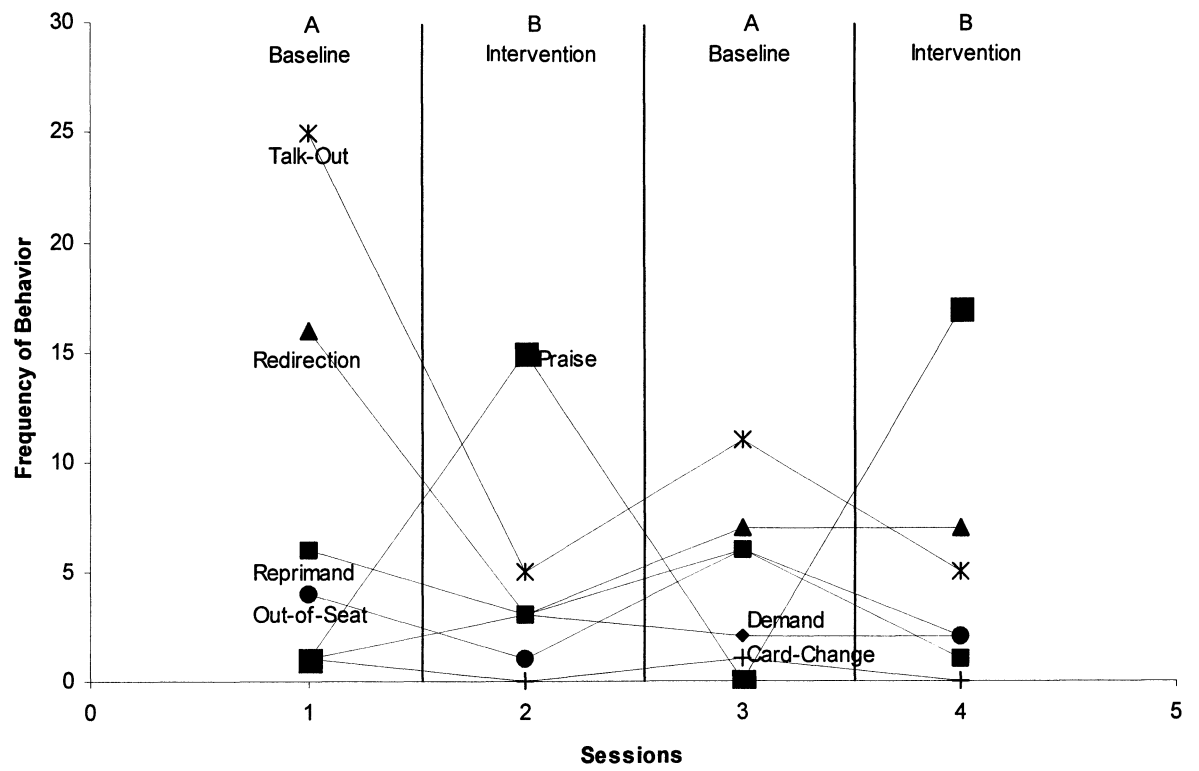 30
A
B
A
B
Baseline
Intervention
Baseline
Intervention
25
Talk-Out
20
Redirection
15
Praise
10
Reprimand
5
Out-of-Seat
Demand
Card-Change
0
0
1
2
3
4
5
Frequency of Behavior
Sessions